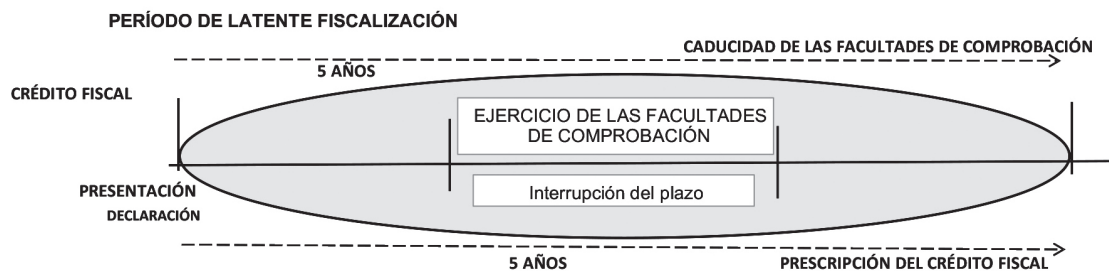 PERÍODO DE LATENTE FISCALIZACIÓN
CADUCIDAD DE LAS FACULTADES DE COMPROBACIÓN
5 AÑOS
CRÉDITO FISCAL
EJERCICIO DE LAS FACULTADES
DE COMPROBACIÓN
PRESENTACIÓN
DECLARACIÓN
Interrupción del plazo
5 AÑOS
PRESCRIPCIÓN DEL CRÉDITO FISCAL